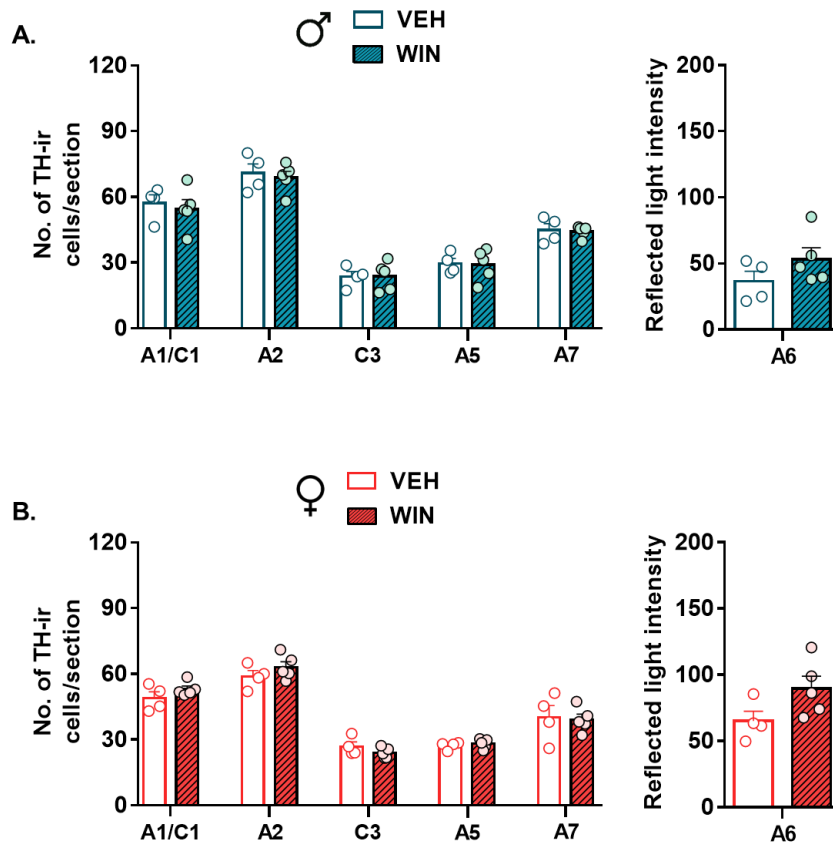 A.
♂
VEH
WIN
No. of TH-ir
cells/section
120
90
60
30
0
A1/C1
A2
C3
A5
A7
Reflected light intensity
200
150
100
50
0
A6
B.
♀
VEH
WIN
No. of TH-ir
cells/section
120
90
60
30
0
A1/C1
A2
C3
A5
A7
Reflected light intensity
200
150
100
50
0
A6